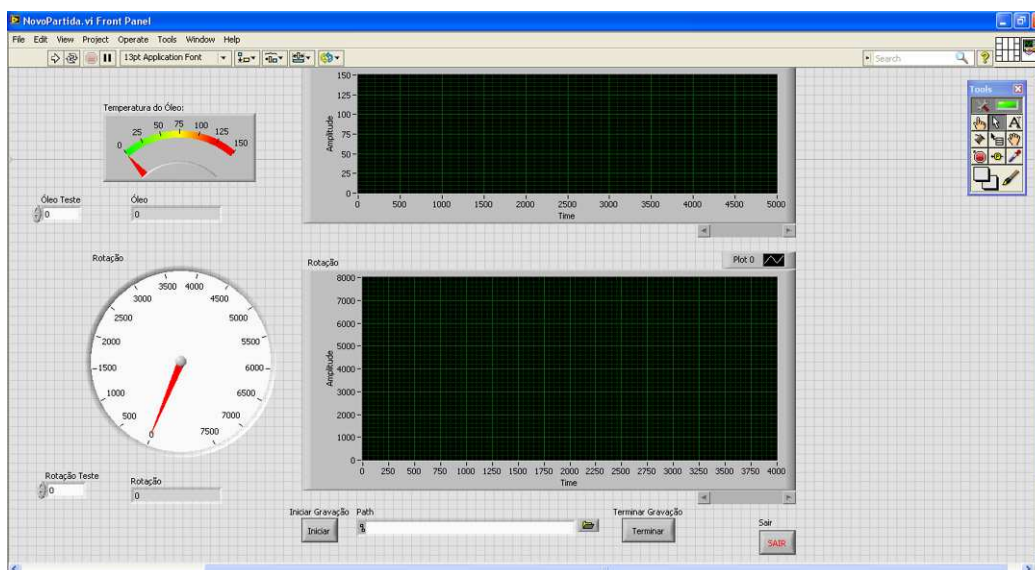 NovoPartida.vi Front Panel
File Edit View Project Operate Tools Window Help
13pt Application Font
Search
Tools
Temperatura do Óleo:
0 25 50 75 100 125 150
Óleo Teste
0
Óleo
0
150
125
100
75
50
25
0
Amplitude
0 500 1000 1500 2000 2500 3000 3500 4000 4500 5000
Time
Rotação
0 500 1000 1500 2000 2500 3000 3500 4000 4500 5000 5500 6000 6500 7000 7500
Rotação Teste
0
Rotação
0
Rotação
Plot 0
8000
7000
6000
5000
4000
3000
2000
1000
0
Amplitude
0 250 500 750 1000 1250 1500 1750 2000 2250 2500 2750 3000 3250 3500 3750 4000
Time
Iniciar Gravação
Iniciar
Path
Terminar Gravação
Terminar
Sair
SAIR